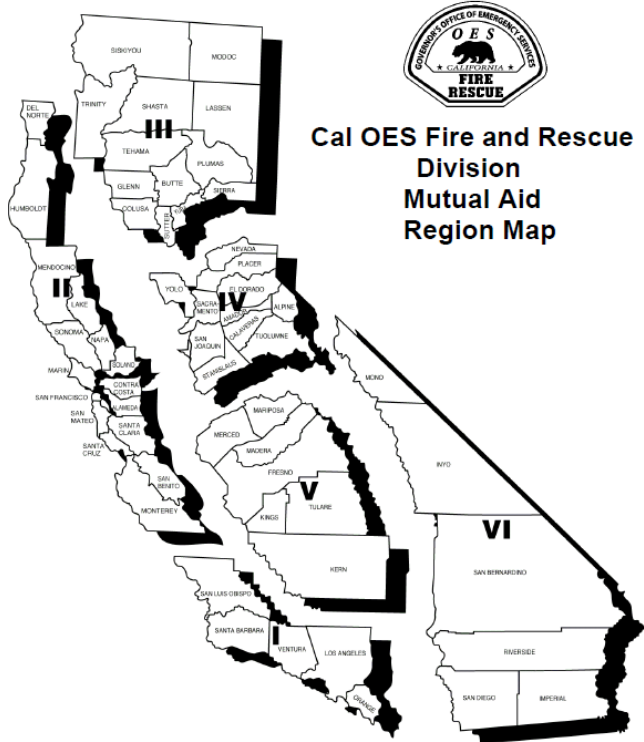 GOVERNOR'S OFFICE OF EMERGENCY SERVICES
OES
CALIFORNIA
FIRE
RESCUE
Cal OES Fire and Rescue
Division
Mutual Aid
Region Map
SISKIYOU
MODOC
DEL
NORTE
TRINITY
SHASTA
LASSEN
III
TEHAMA
PLUMAS
HUMBOLDT
GLENN
BUTTE
SIERRA
COLUSA
SUTTER
MENDOCINO
II
LAKE
SONOMA
NAPA
MARIN
SOLANO
SAN FRANCISCO
CONTRA
COSTA
SAN
MATEO
ALAMEDA
SANTA
CLARA
SANTA
CRUZ
SAN
BENITO
MONTEREY
NEVADA
PLACER
YOLO
EL DORADO
SACRA-
MENTO
IV
AMADOR
ALPINE
CALAVERAS
SAN
JOAQUIN
TUOLUMNE
STANISLAUS
MARIPOSA
MERCED
MADERA
FRESNO
V
KINGS
TULARE
KERN
MONO
INYO
VI
SAN BERNARDINO
RIVERSIDE
SAN DIEGO
IMPERIAL
SAN LUIS OBISPO
SANTA BARBARA
I
VENTURA
LOS ANGELES
ORANGE